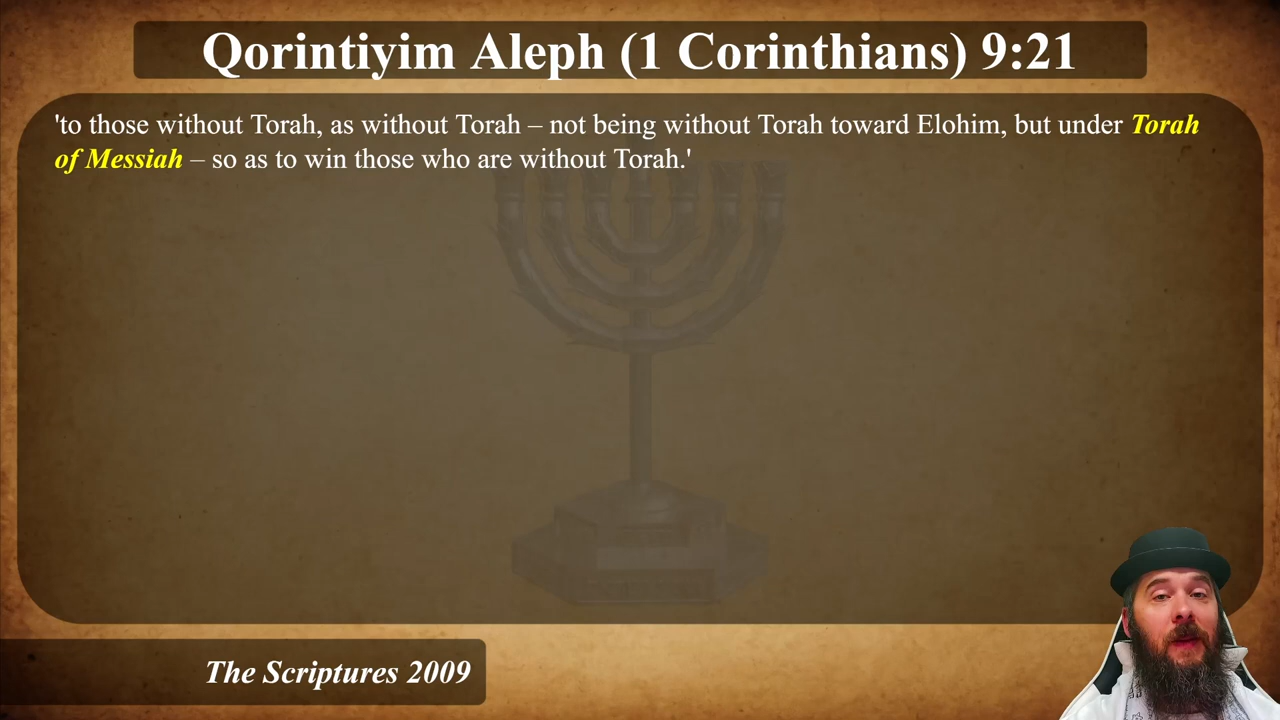 Qorintiyim Aleph (1 Corinthians) 9:21
'to those without Torah, as without Torah – not being without Torah toward Elohim, but under Torah
of Messiah – so as to win those who are without Torah.'
The Scriptures 2009